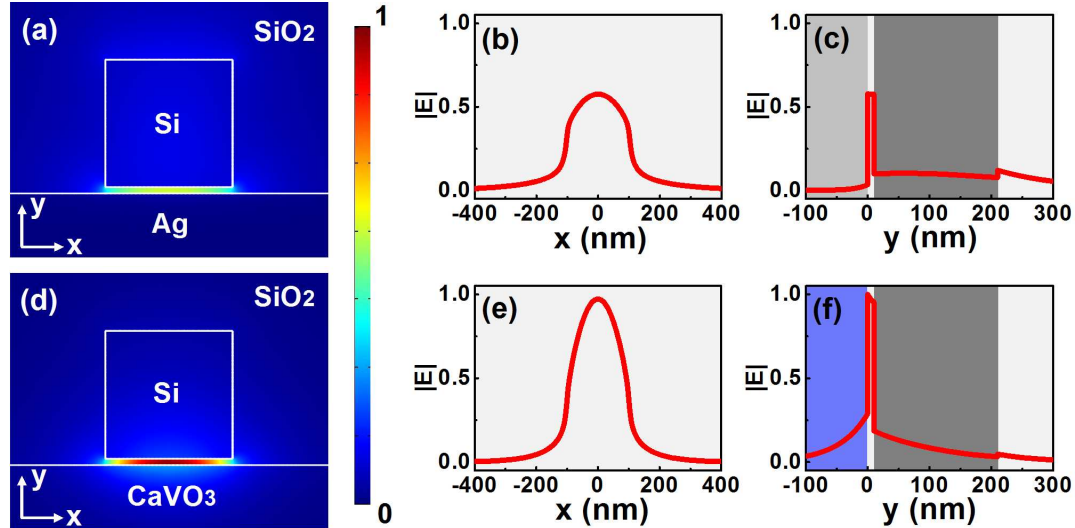 (a)
SiO2
Si
y
Ag
x
1
0
(b)
|E|
1.0
0.5
0.0
-400 -200 0 200 400
x (nm)
(c)
|E|
1.0
0.5
0.0
-100 0 100 200 300
y (nm)
(d)
SiO2
Si
y
CaVO3
x
(e)
|E|
1.0
0.5
0.0
-400 -200 0 200 400
x (nm)
(f)
|E|
1.0
0.5
0.0
-100 0 100 200 300
y (nm)